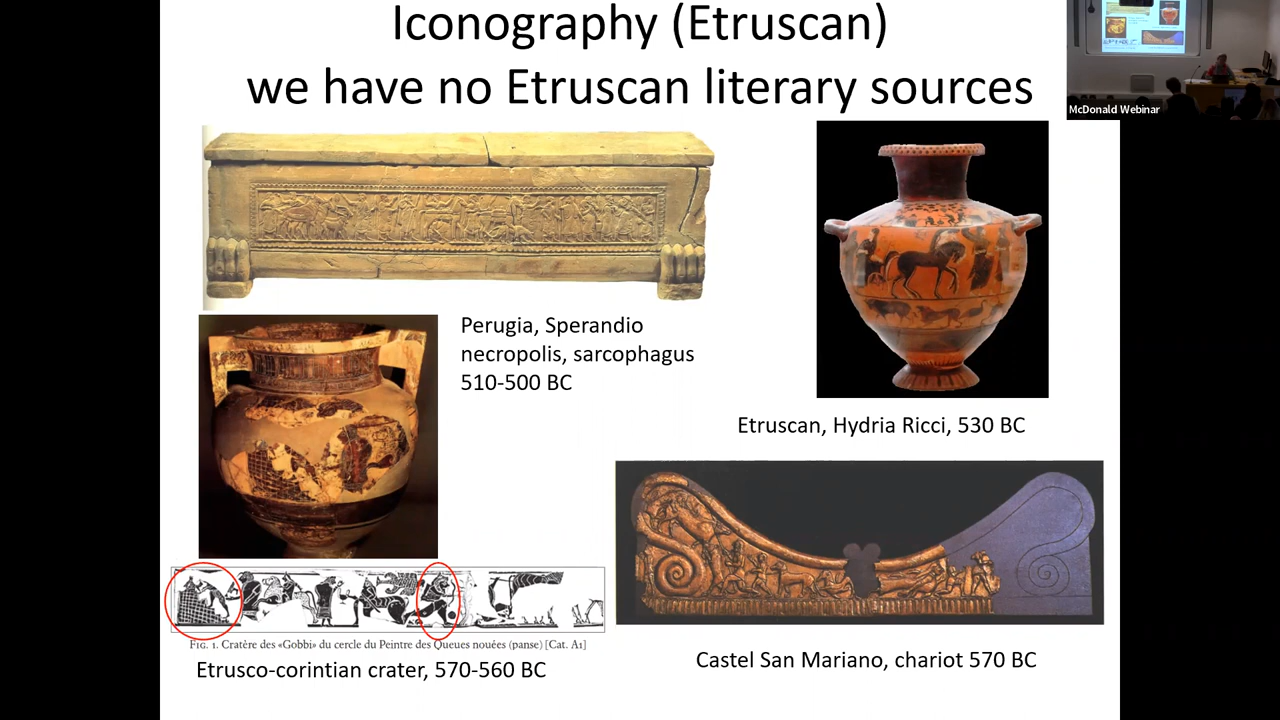 Iconography (Etruscan)
we have no Etruscan literary sources
McDonald Webinar
Perugia, Sperandio
necropolis, sarcophagus
510-500 BC
Etruscan, Hydria Ricci, 530 BC
FIG. 1. Cratère des «Gobbi» du cercle du Peintre des Queues nouées (panse) [Cat. A1]
Etrusco-corintian crater, 570-560 BC
Castel San Mariano, chariot 570 BC